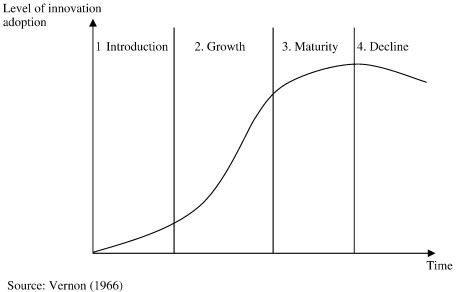 Level of innovation
adoption
1 Introduction
2. Growth
3. Maturity
4. Decline
Time
Source: Vernon (1966)